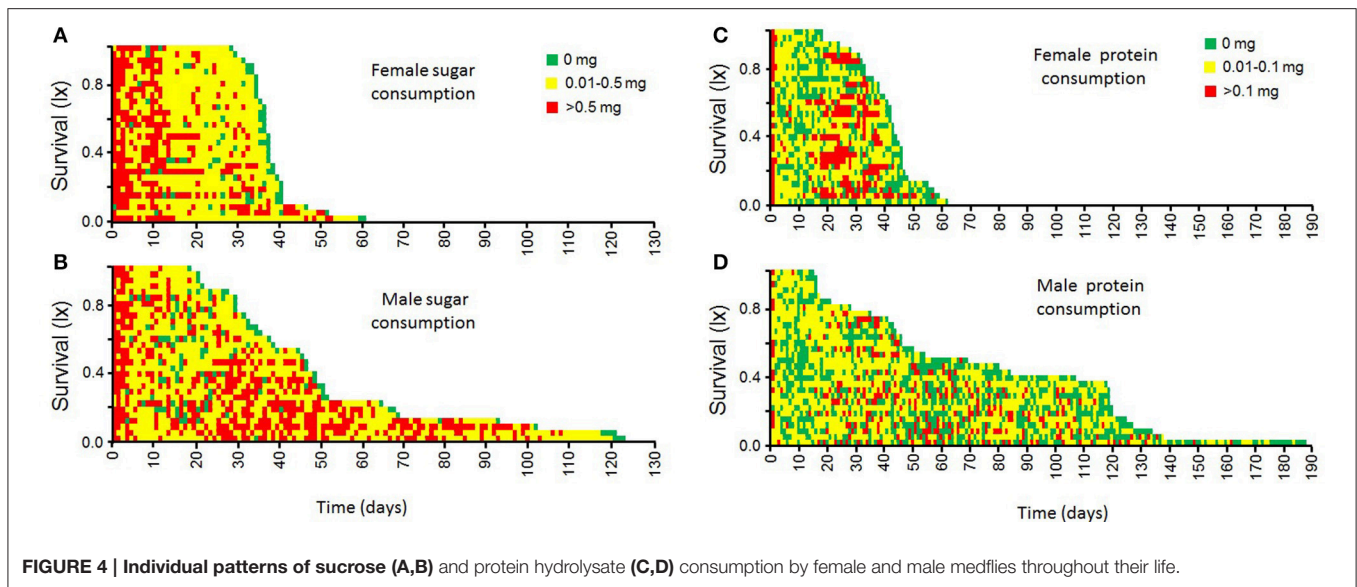 A
Female sugar
consumption
0 mg
0.01-0.5 mg
>0.5 mg
Survival (lx)
0.8
0.4
0.0
0 10 20 30 40 50 60 70 80 90 100 110 120 130
B
Male sugar
consumption
Survival (lx)
0.8
0.4
0.0
0 10 20 30 40 50 60 70 80 90 100 110 120 130
Time (days)
C
Female protein
consumption
0 mg
0.01-0.1 mg
>0.1 mg
Survival (lx)
0.8
0.4
0.0
0 10 20 30 40 50 60 70 80 90 100 110 120 130 140 150 160 170 180 190
D
Male protein
consumption
Survival (lx)
0.8
0.4
0.0
0 10 20 30 40 50 60 70 80 90 100 110 120 130 140 150 160 170 180 190
Time (days)
FIGURE 4 | Individual patterns of sucrose (A,B) and protein hydrolysate (C,D) consumption by female and male medflies throughout their life.